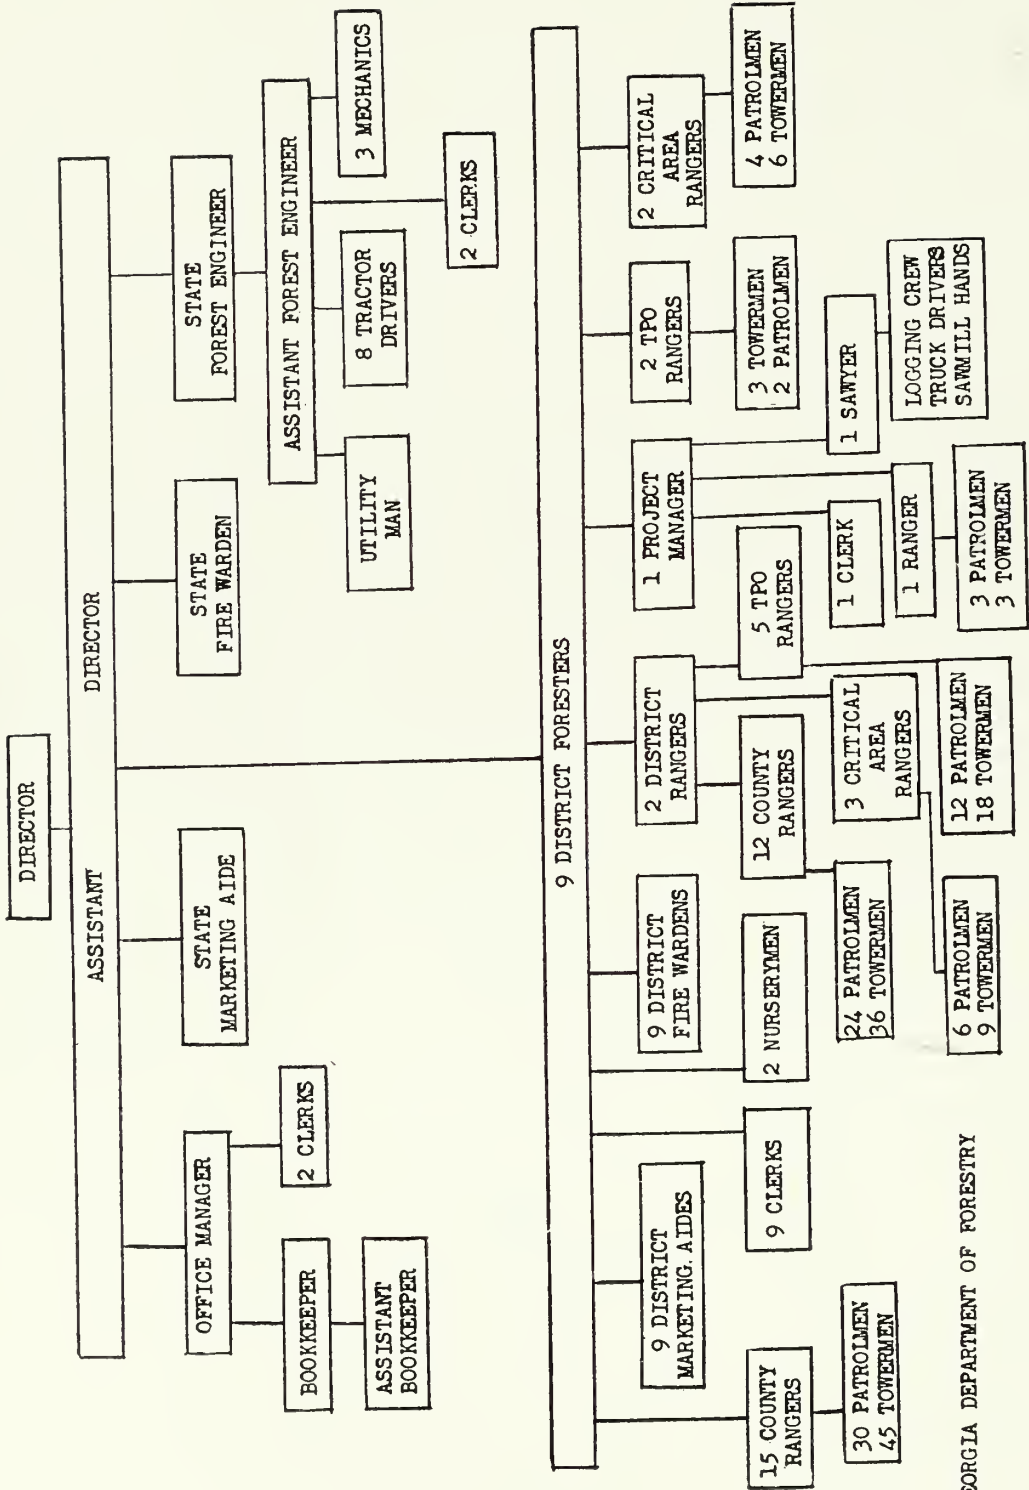 DIRECTOR
ASSISTANT DIRECTOR
OFFICE MANAGER
STATE
MARKETING AIDE
STATE
FIRE WARDEN
STATE
FOREST ENGINEER
BOOKKEEPER
2 CLERKS
ASSISTANT
BOOKKEEPER
ASSISTANT FOREST ENGINEER
UTILITY
MAN
8 TRACTOR
DRIVERS
3 MECHANICS
2 CLERKS
9 DISTRICT FORESTERS
9 DISTRICT
MARKETING AIDES
9 DISTRICT
FIRE WARDENS
2 DISTRICT
RANGERS
1 PROJECT
MANAGER
2 TPO
RANGERS
2 CRITICAL
AREA
RANGERS
15 COUNTY
RANGERS
9 CLERKS
2 NURSERYMEN
12 COUNTY
RANGERS
5 TPO
RANGERS
3 TOWERMEN
2 PATROLMEN
4 PATROLMEN
6 TOWERMEN
30 PATROLMEN
45 TOWERMEN
24 PATROLMEN
36 TOWERMEN
3 CRITICAL
AREA
RANGERS
1 CLERK
1 SAWYER
1 RANGER
6 PATROLMEN
9 TOWERMEN
12 PATROLMEN
18 TOWERMEN
3 PATROLMEN
3 TOWERMEN
LOGGING CREW
TRUCK DRIVERS
SAWMILL HANDS
EORGIA DEPARTMENT OF FORESTRY